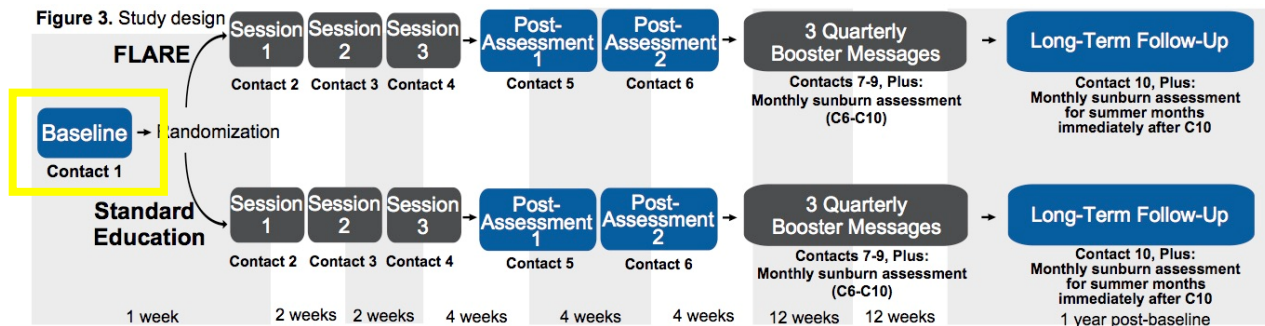 Figure 3. Study design
FLARE
Session 1
Session 2
Session 3
Post-Assessment 1
Post-Assessment 2
3 Quarterly Booster Messages
Long-Term Follow-Up
Contact 2
Contact 3
Contact 4
Contact 5
Contact 6
Contacts 7-9, Plus:
Monthly sunburn assessment
(C6-C10)
Contact 10, Plus:
Monthly sunburn assessment
for summer months
immediately after C10
Baseline
Randomization
Contact 1
Standard
Education
Session 1
Session 2
Session 3
Post-Assessment 1
Post-Assessment 2
3 Quarterly Booster Messages
Long-Term Follow-Up
Contact 2
Contact 3
Contact 4
Contact 5
Contact 6
Contacts 7-9, Plus:
Monthly sunburn assessment
(C6-C10)
Contact 10, Plus:
Monthly sunburn assessment
for summer months
immediately after C10
1 week
2 weeks
2 weeks
4 weeks
4 weeks
4 weeks
12 weeks
12 weeks
1 year post-baseline